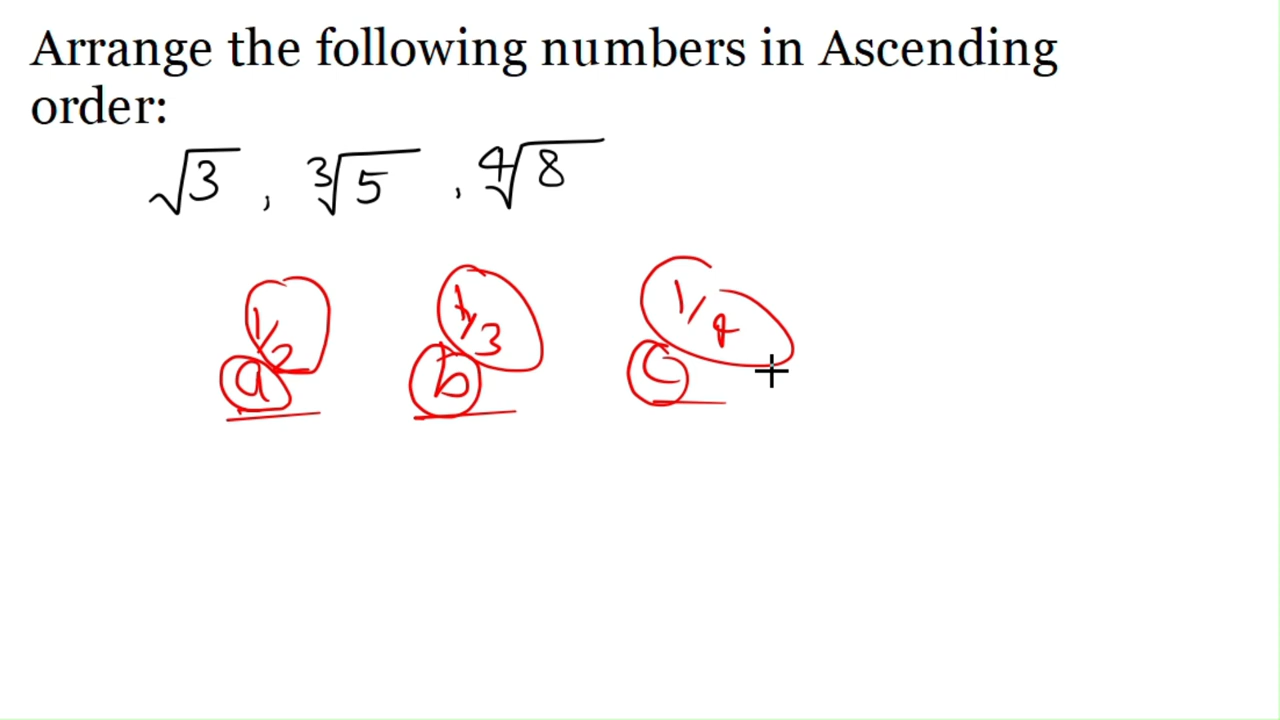 Arrange the following numbers in Ascending
order:
√3 , ∛5 , ∜8
a^1/2 b^1/3 c^1/4